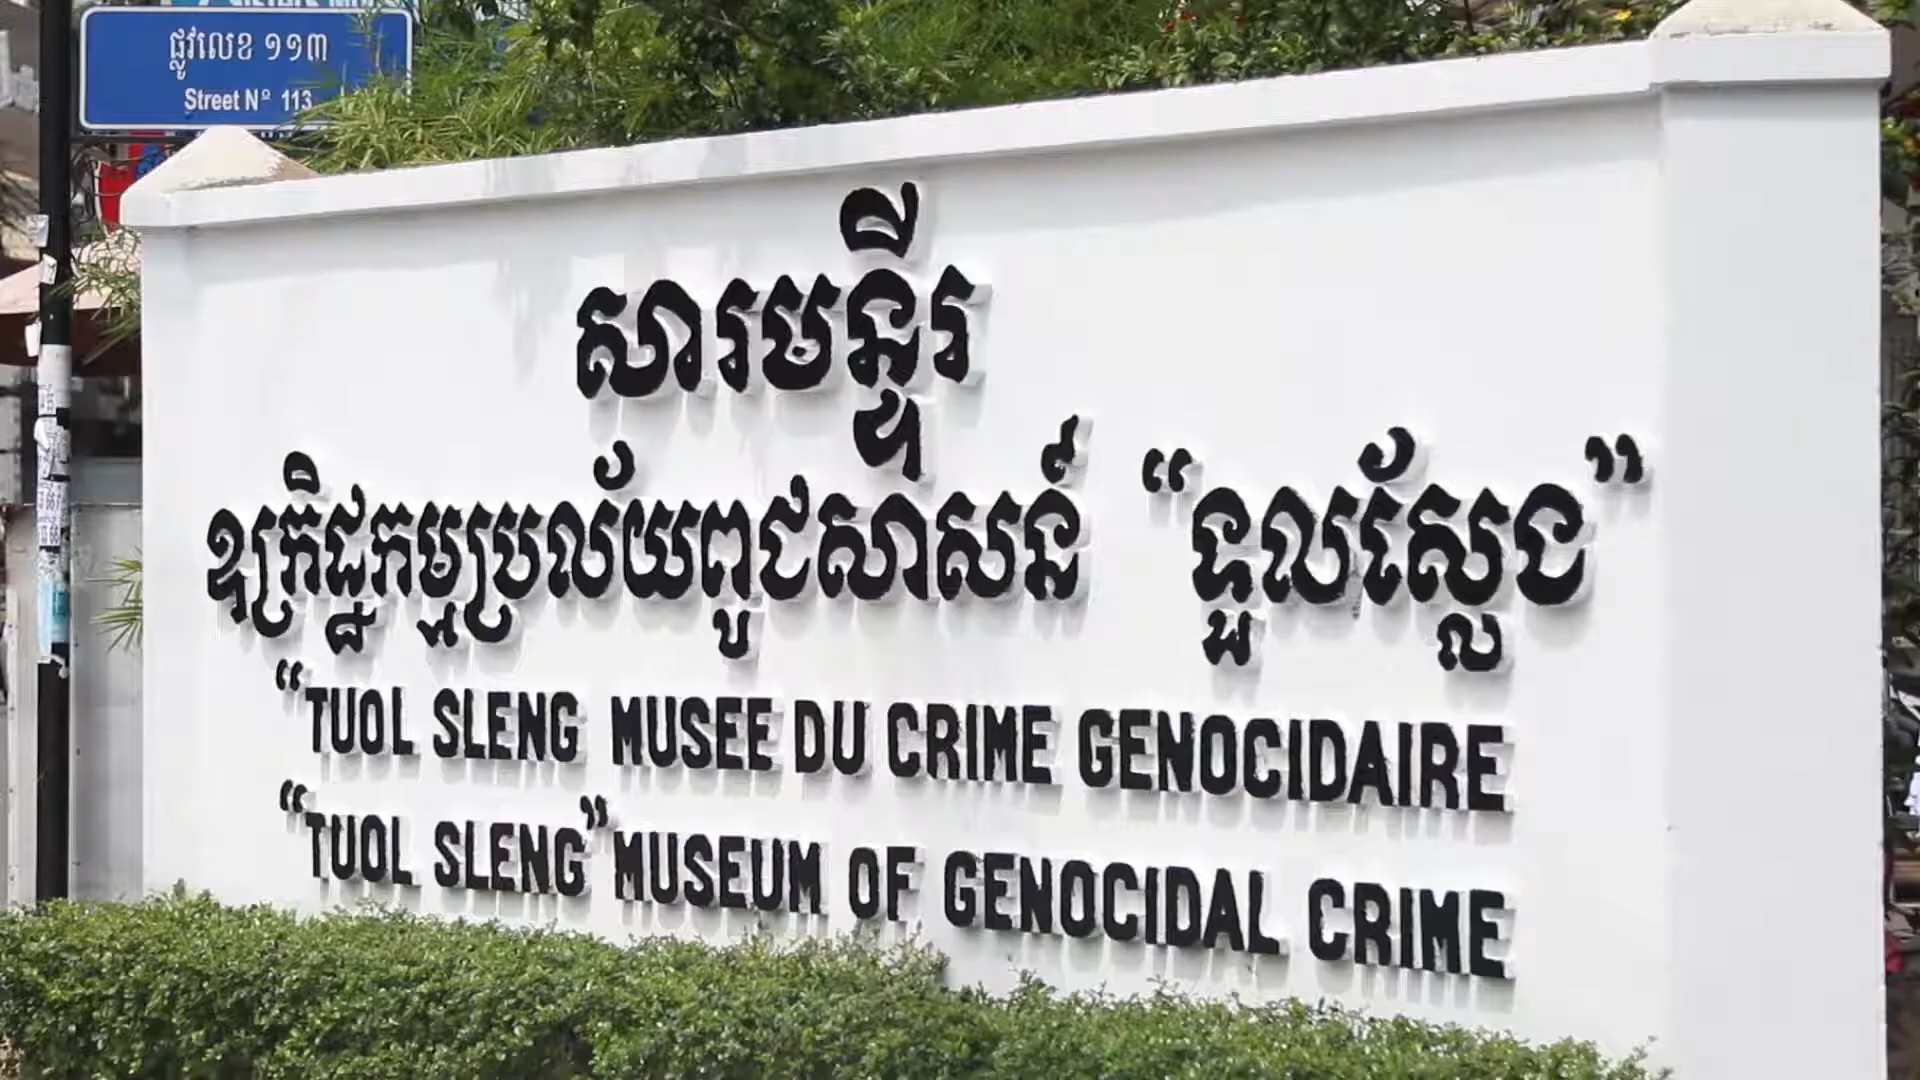 ផ្លូវលេខ ១១៣
Street Nº 113
សារមន្ទីរ
ឧក្រិដ្ឋកម្មប្រល័យពូជសាសន៍ “ទួលស្លែង”
“TUOL SLENG MUSEE DU CRIME GENOCIDAIRE
“TUOL SLENG” MUSEUM OF GENOCIDAL CRIME